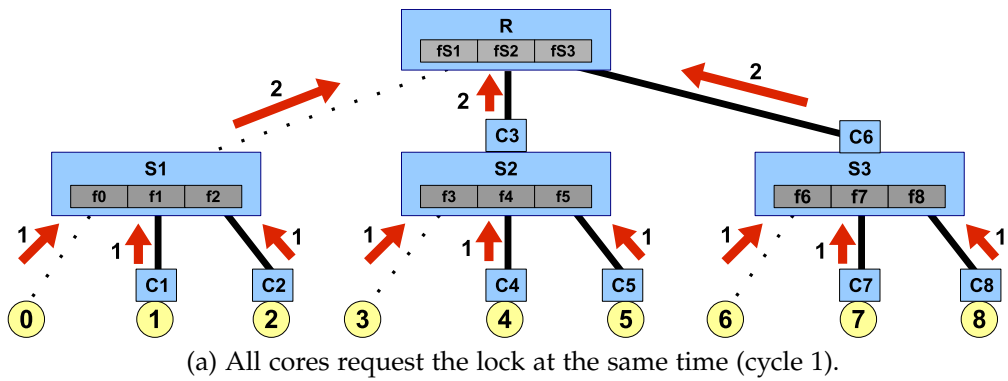 R
fS1 fS2 fS3
2
2
2
C3
C6
S1
S2
S3
f0 f1 f2
f3 f4 f5
f6 f7 f8
1 1 1
1 1 1
1 1 1
C1 C2 C4 C5 C7 C8
0 1 2 3 4 5 6 7 8
(a) All cores request the lock at the same time (cycle 1).